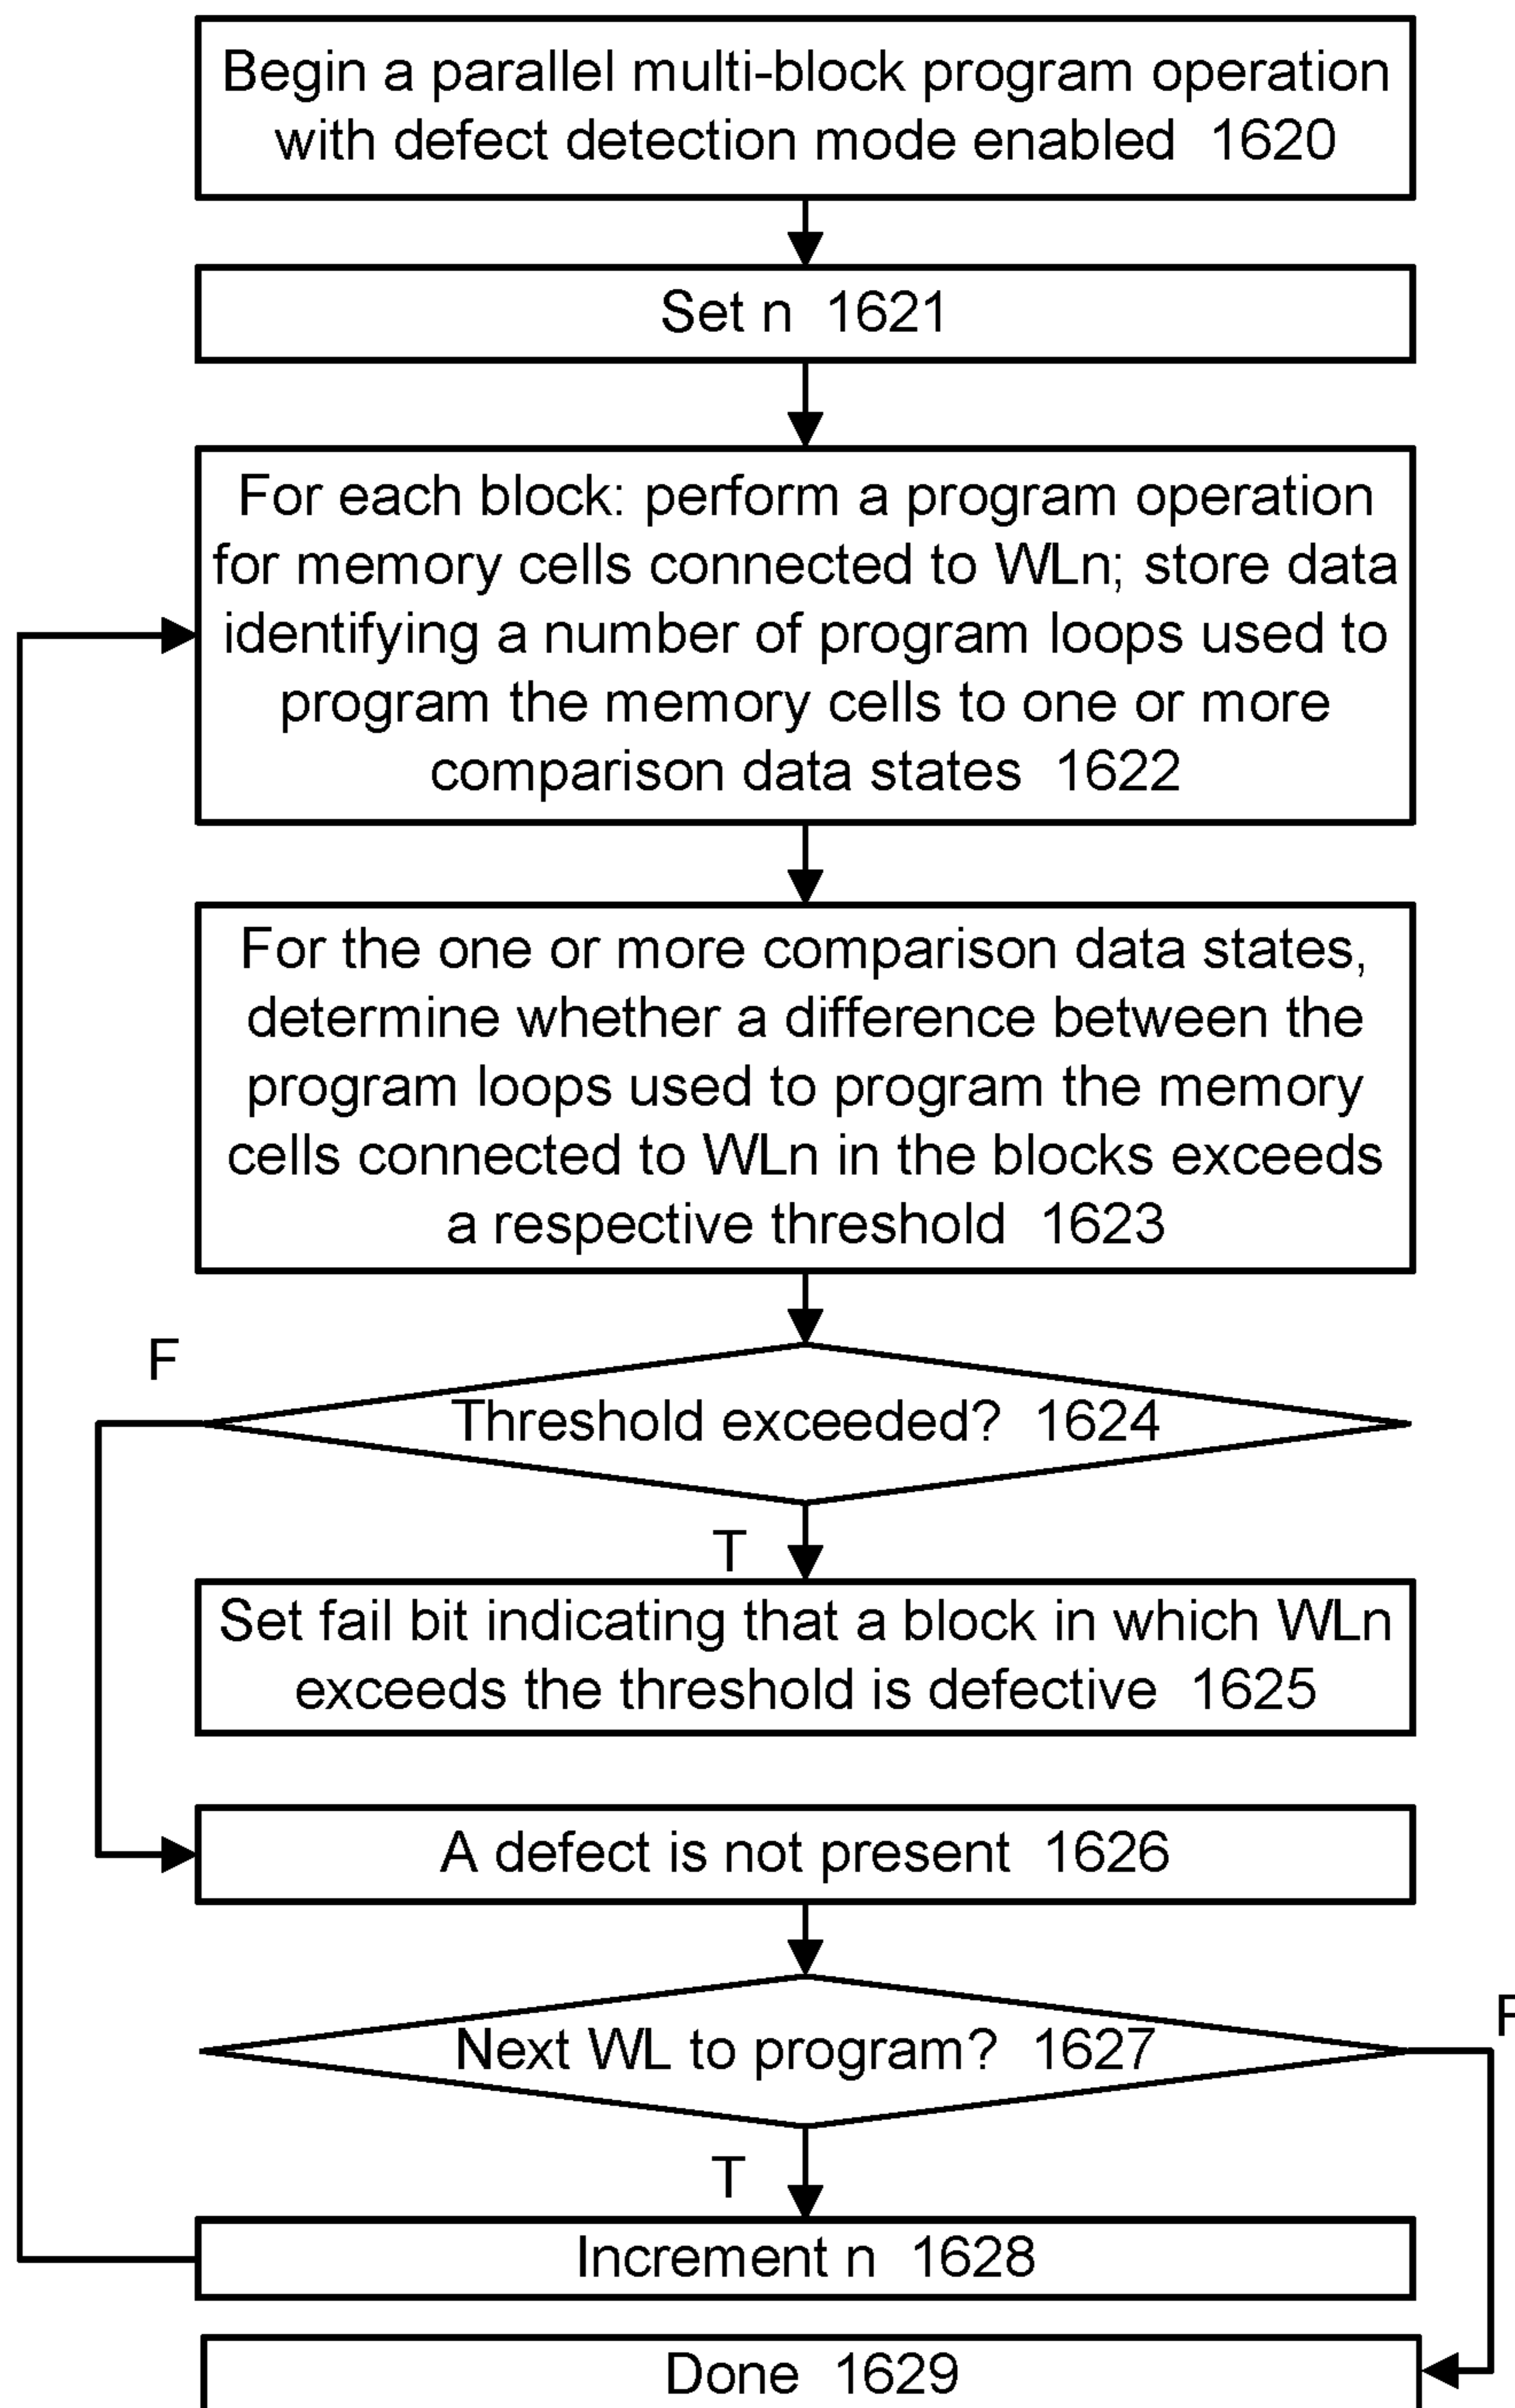 Begin a parallel multi-block program operation
with defect detection mode enabled 1620
Set n 1621
For each block: perform a program operation
for memory cells connected to WLn; store data
identifying a number of program loops used to
program the memory cells to one or more
comparison data states 1622
For the one or more comparison data states,
determine whether a difference between the
program loops used to program the memory
cells connected to WLn in the blocks exceeds
a respective threshold 1623
F
Threshold exceeded? 1624
T
Set fail bit indicating that a block in which WLn
exceeds the threshold is defective 1625
A defect is not present 1626
F
Next WL to program? 1627
T
Increment n 1628
Done 1629